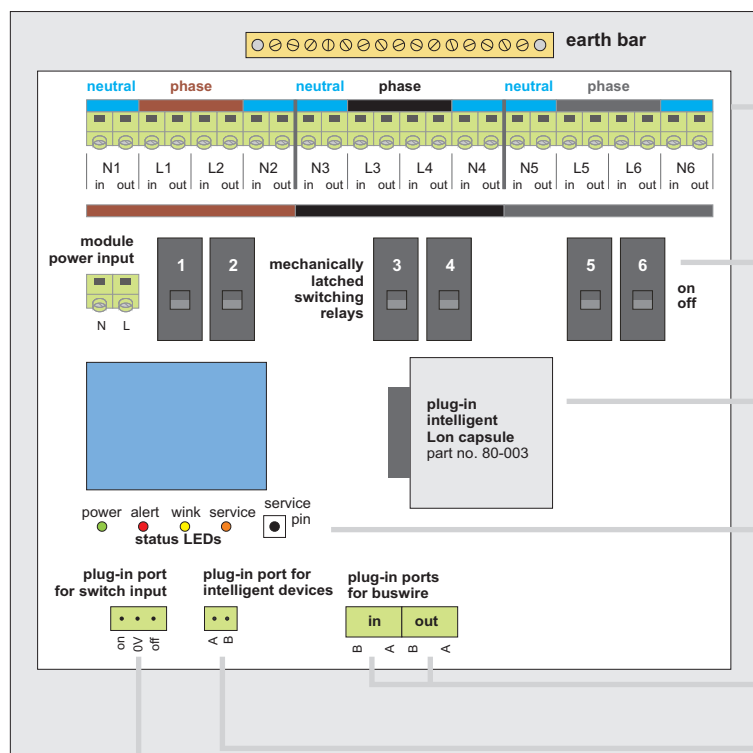 earth bar
neutral phase neutral phase neutral phase
N1 L1 L2 N2 N3 L3 L4 N4 N5 L5 L6 N6
in out in out in out in out in out in out in out in out in out in out in out in out
module
power input
N L
1 2
mechanically
latched
switching
relays
3 4
5 6
on
off
plug-in
intelligent
Lon capsule
part no. 80-003
power alert wink service
status LEDs
service
pin
plug-in port
for switch input
on 0V off
plug-in port for
intelligent devices
A B
plug-in ports
for buswire
in out
B A B A